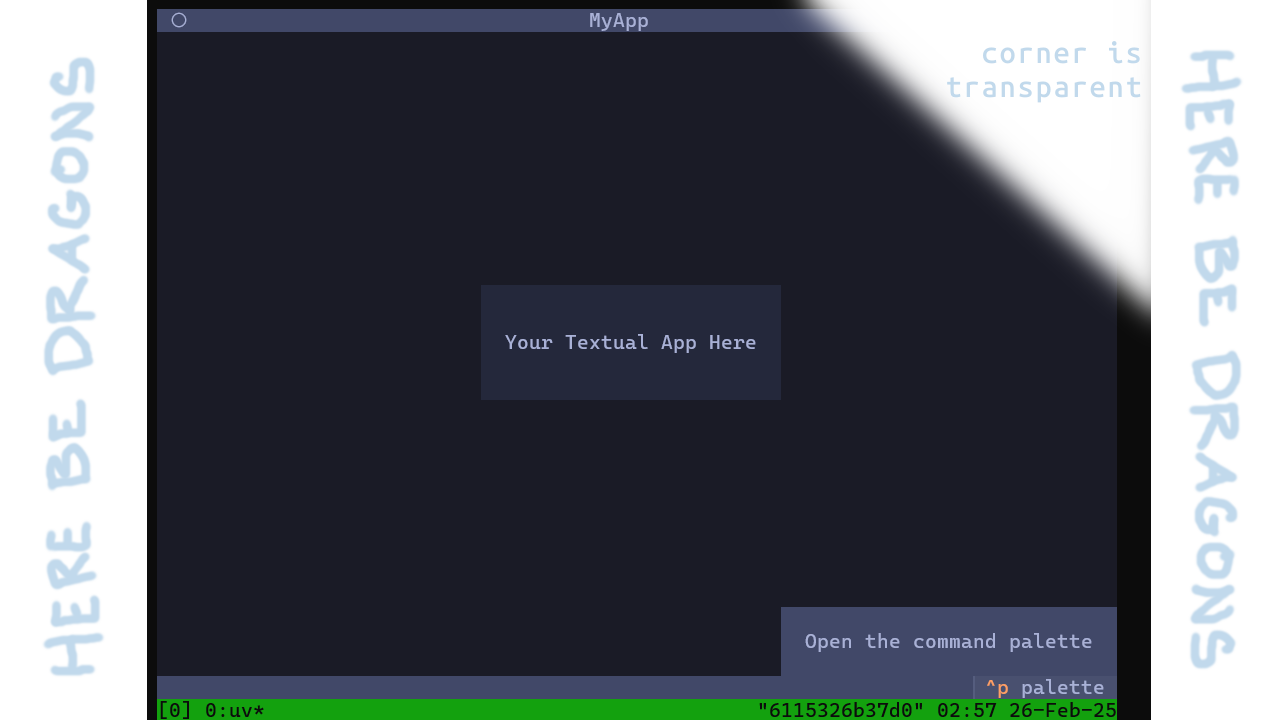 HERE BE DRAGONS
MyApp
corner is
transparent
Your Textual App Here
Open the command palette
^p palette
[0] 0:uv* "6115326b37d0" 02:57 26-Feb-25
HERE BE DRAGONS